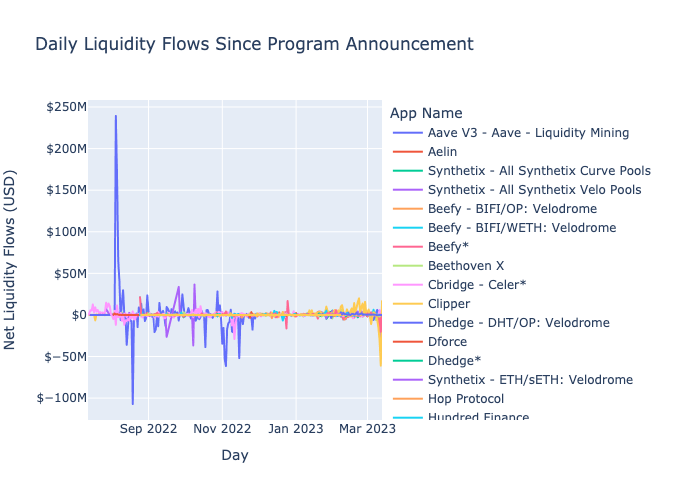 Daily Liquidity Flows Since Program Announcement
App Name
$250M
$200M
$150M
$100M
$50M
$0
−$50M
−$100M
Net Liquidity Flows (USD)
Sep 2022
Nov 2022
Jan 2023
Mar 2023
Day
Aave V3 - Aave - Liquidity Mining
Aelin
Synthetix - All Synthetix Curve Pools
Synthetix - All Synthetix Velo Pools
Beefy - BIFI/OP: Velodrome
Beefy - BIFI/WETH: Velodrome
Beefy*
Beethoven X
Cbridge - Celer*
Clipper
Dhedge - DHT/OP: Velodrome
Dforce
Dhedge*
Synthetix - ETH/sETH: Velodrome
Hop Protocol
Hundred Finance